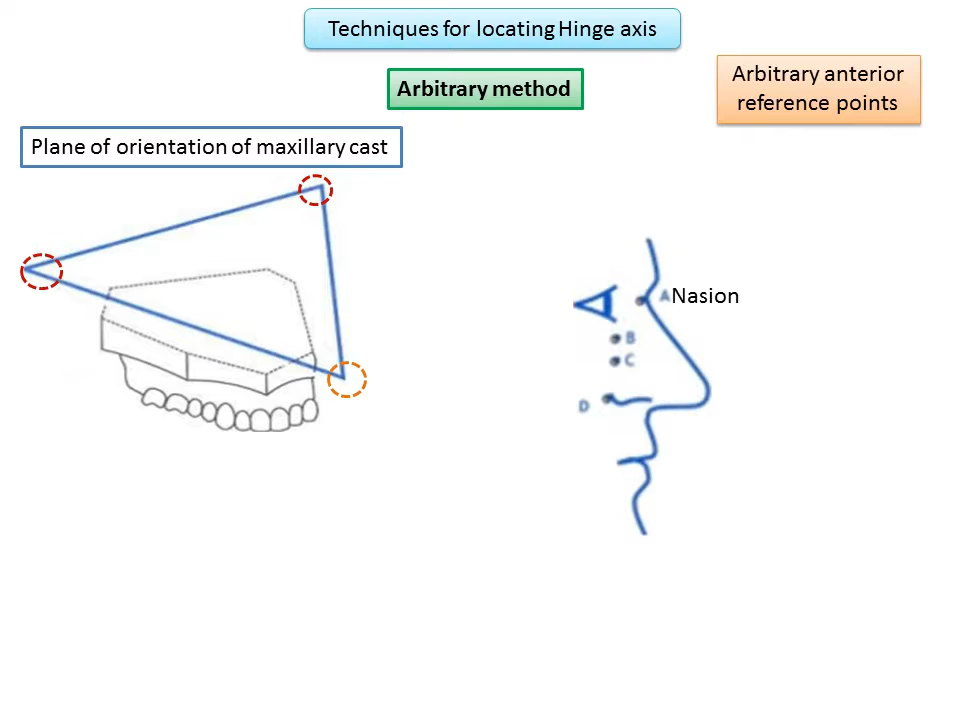 Techniques for locating Hinge axis
Arbitrary method
Arbitrary anterior
reference points
Plane of orientation of maxillary cast
A Nasion
B
C
D